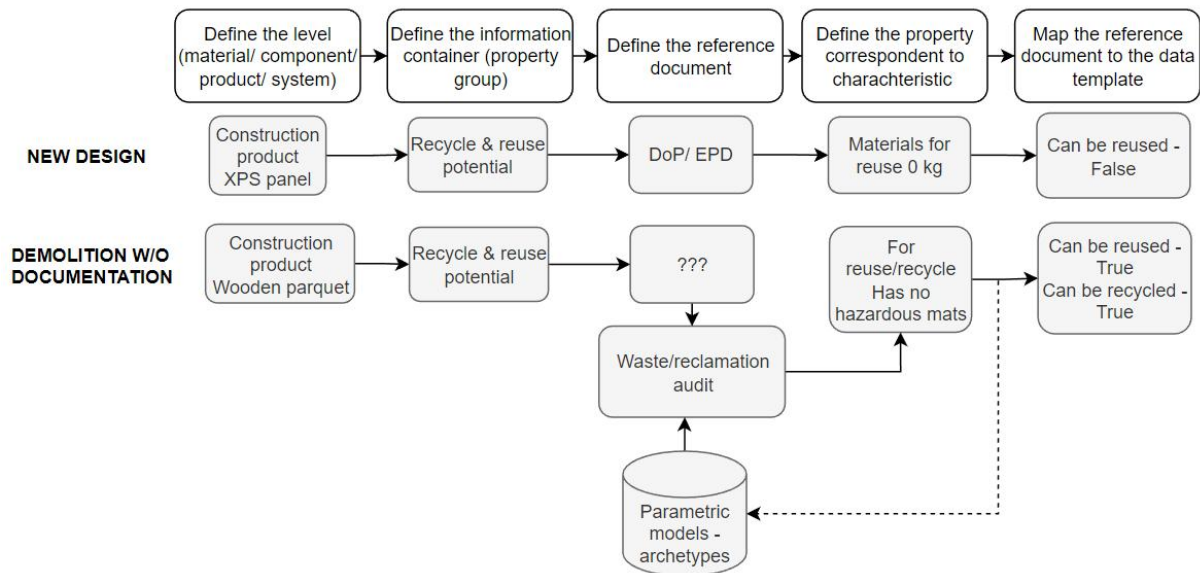 Define the level
(material/ component/
product/ system)
Define the information
container (property
group)
Define the reference
document
Define the property
correspondent to
charachteristic
Map the reference
document to the data
template
NEW DESIGN
Construction
product
XPS panel
Recycle & reuse
potential
DoP/ EPD
Materials for
reuse 0 kg
Can be reused -
False
DEMOLITION W/O
DOCUMENTATION
Construction
product
Wooden parquet
Recycle & reuse
potential
???
For
reuse/recycle
Has no
hazardous mats
Can be reused -
True
Can be recycled -
True
Waste/reclamation
audit
Parametric
models -
archetypes